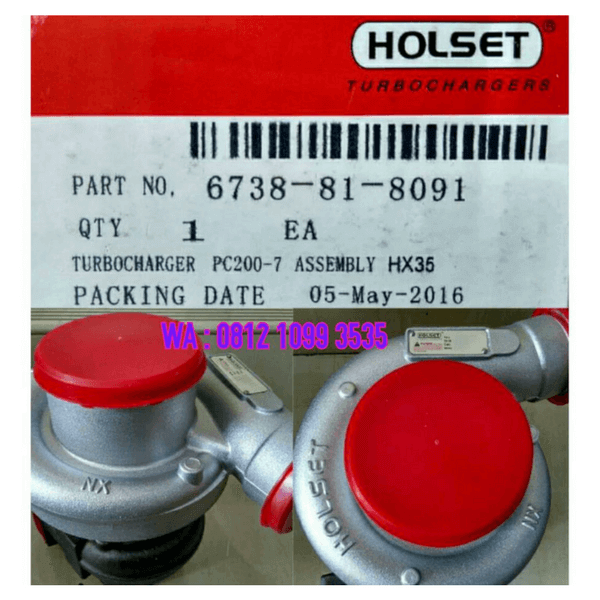 HOLSET®
TURBOCHARGERS
PART NO. 6738-81-8091
QTY 1 EA
TURBOCHARGER PC200-7 ASSEMBLY HX35
PACKING DATE 05-May-2016
WA : 0812 1099 3535
NX
HOLSET
HOLSET
NX